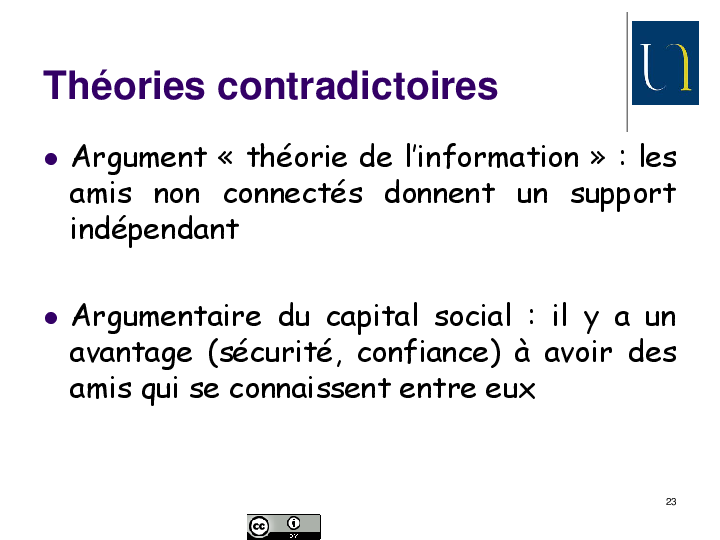 Théories contradictoires
● Argument « théorie de l’information » : les
amis non connectés donnent un support
indépendant
● Argumentaire du capital social : il y a un
avantage (sécurité, confiance) à avoir des
amis qui se connaissent entre eux
23
cc BY